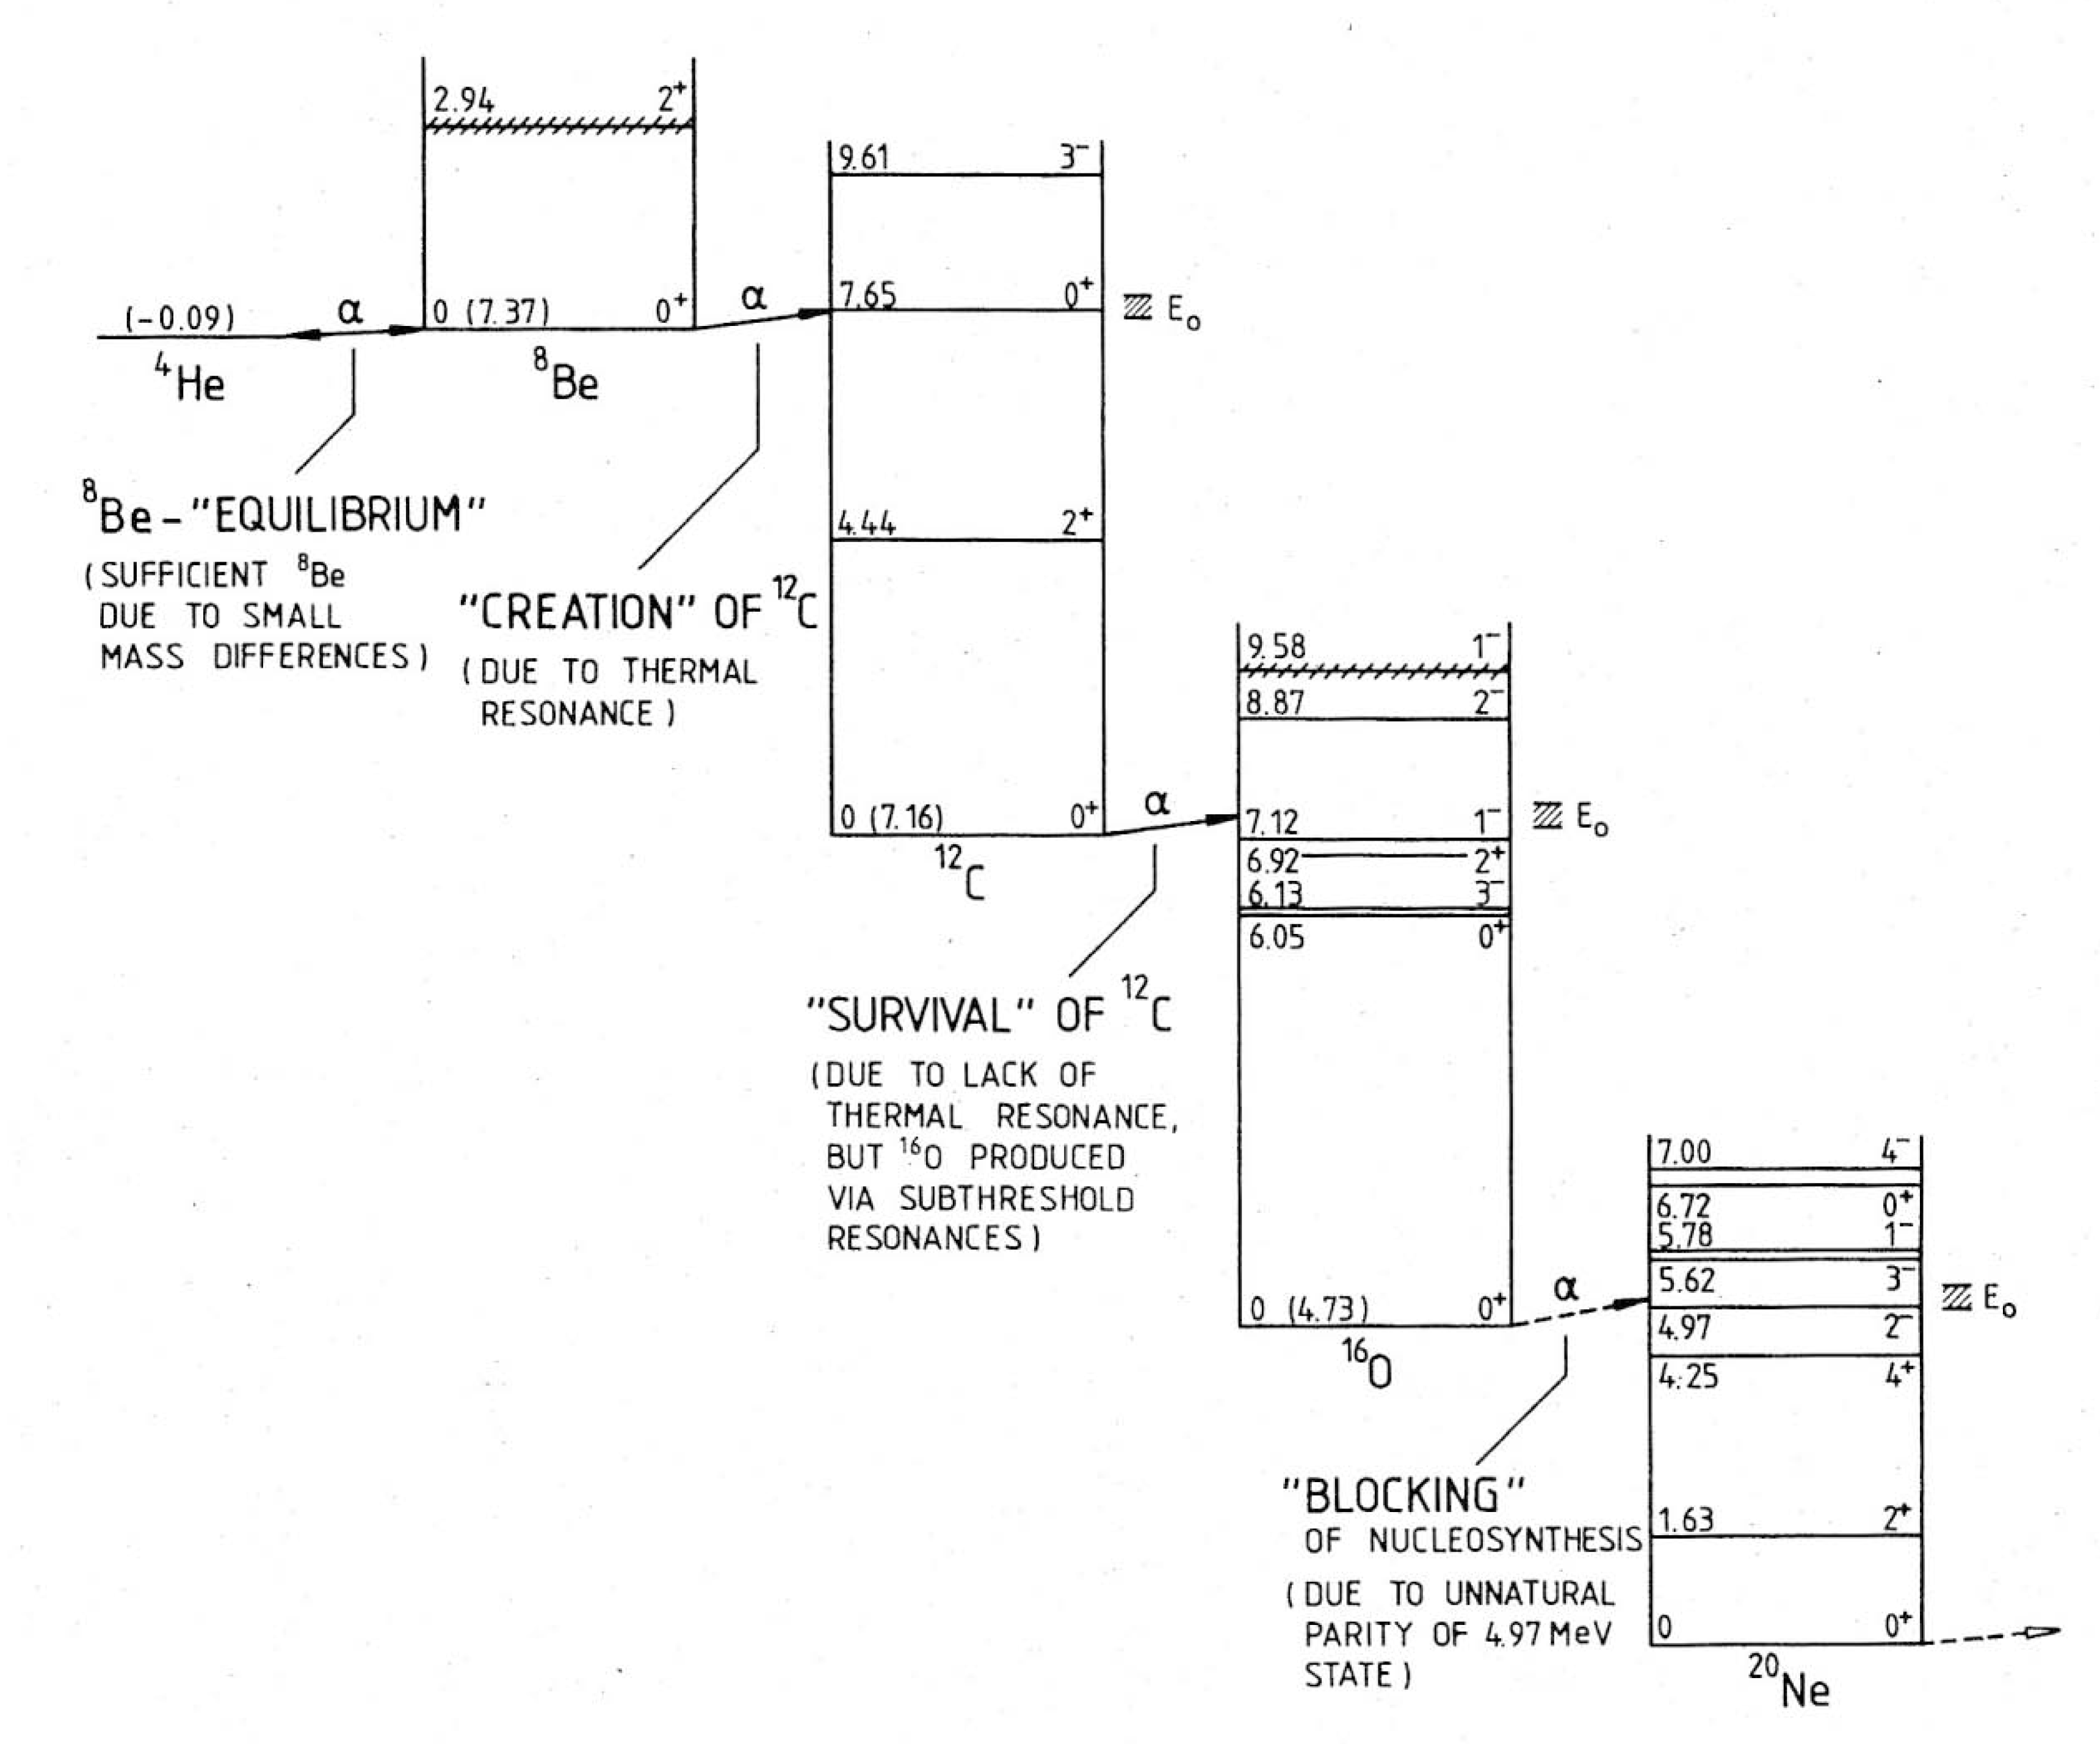 2.94 2⁺
(-0.09)
α
0 (7.37) 0⁺
α
⁴He
⁸Be
⁸Be-"EQUILIBRIUM"
(SUFFICIENT ⁸Be
DUE TO SMALL
MASS DIFFERENCES)
9.61 3⁻
7.65 0⁺
E₀
4.44 2⁺
0 (7.16) 0⁺
¹²C
"CREATION" OF ¹²C
(DUE TO THERMAL
RESONANCE)
α
9.58 1⁻
8.87 2⁻
7.12 1⁻
E₀
6.92 2⁺
6.13 3⁻
6.05 0⁺
0 (4.73) 0⁺
¹⁶O
"SURVIVAL" OF ¹²C
(DUE TO LACK OF
THERMAL RESONANCE,
BUT ¹⁶O PRODUCED
VIA SUBTHRESHOLD
RESONANCES)
α
7.00 4⁻
6.72 0⁺
5.78 1⁻
5.62 3⁻
E₀
4.97 2⁻
4.25 4⁺
1.63 2⁺
0 0⁺
²⁰Ne
"BLOCKING"
OF NUCLEOSYNTHESIS
(DUE TO UNNATURAL
PARITY OF 4.97 MeV
STATE)